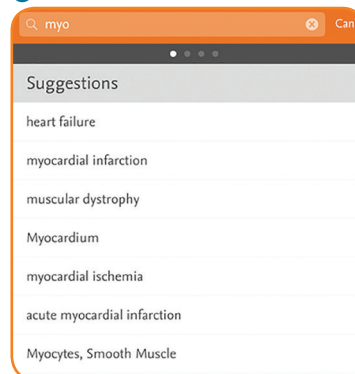 myo Can
Suggestions
heart failure
myocardial infarction
muscular dystrophy
Myocardium
myocardial ischemia
acute myocardial infarction
Myocytes, Smooth Muscle